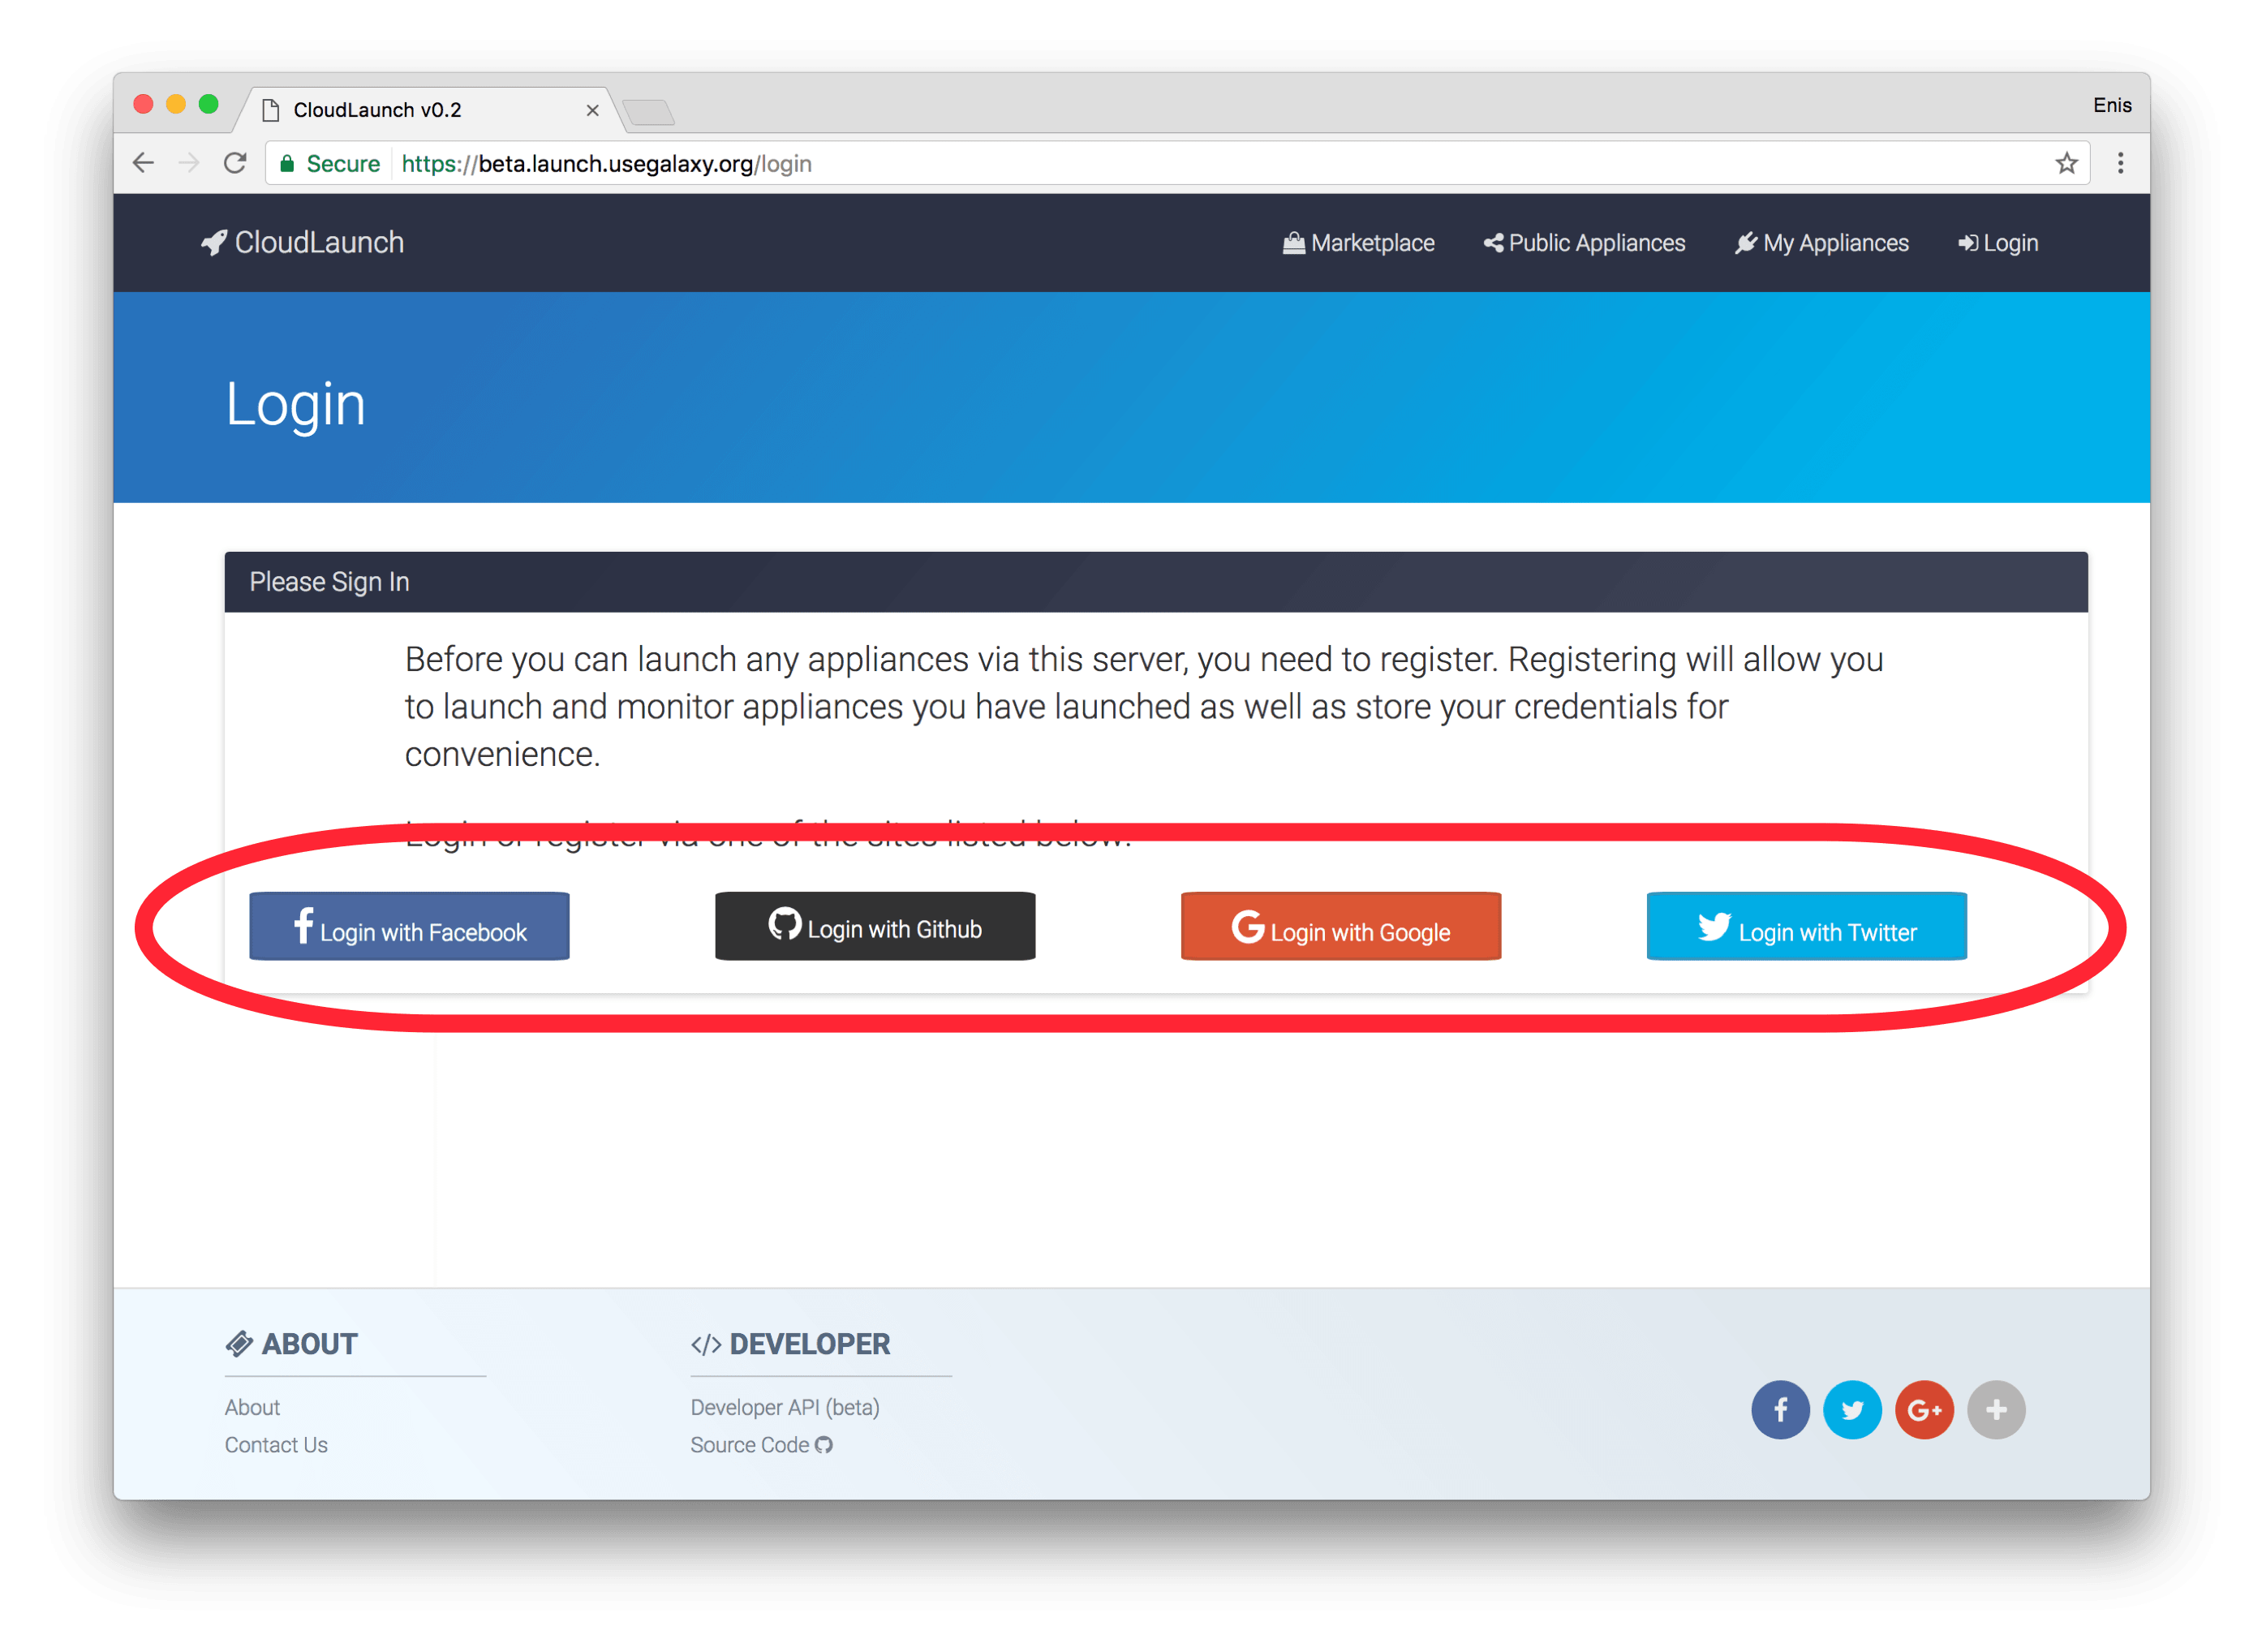 CloudLaunch v0.2
Enis
Secure https://beta.launch.usegalaxy.org/login
CloudLaunch Marketplace Public Appliances My Appliances Login
Login
Please Sign In
Before you can launch any appliances via this server, you need to register. Registering will allow you
to launch and monitor appliances you have launched as well as store your credentials for
convenience.
Login or register via one of the sites listed below.
Login with Facebook Login with Github Login with Google Login with Twitter
ABOUT
About
Contact Us
</> DEVELOPER
Developer API (beta)
Source Code